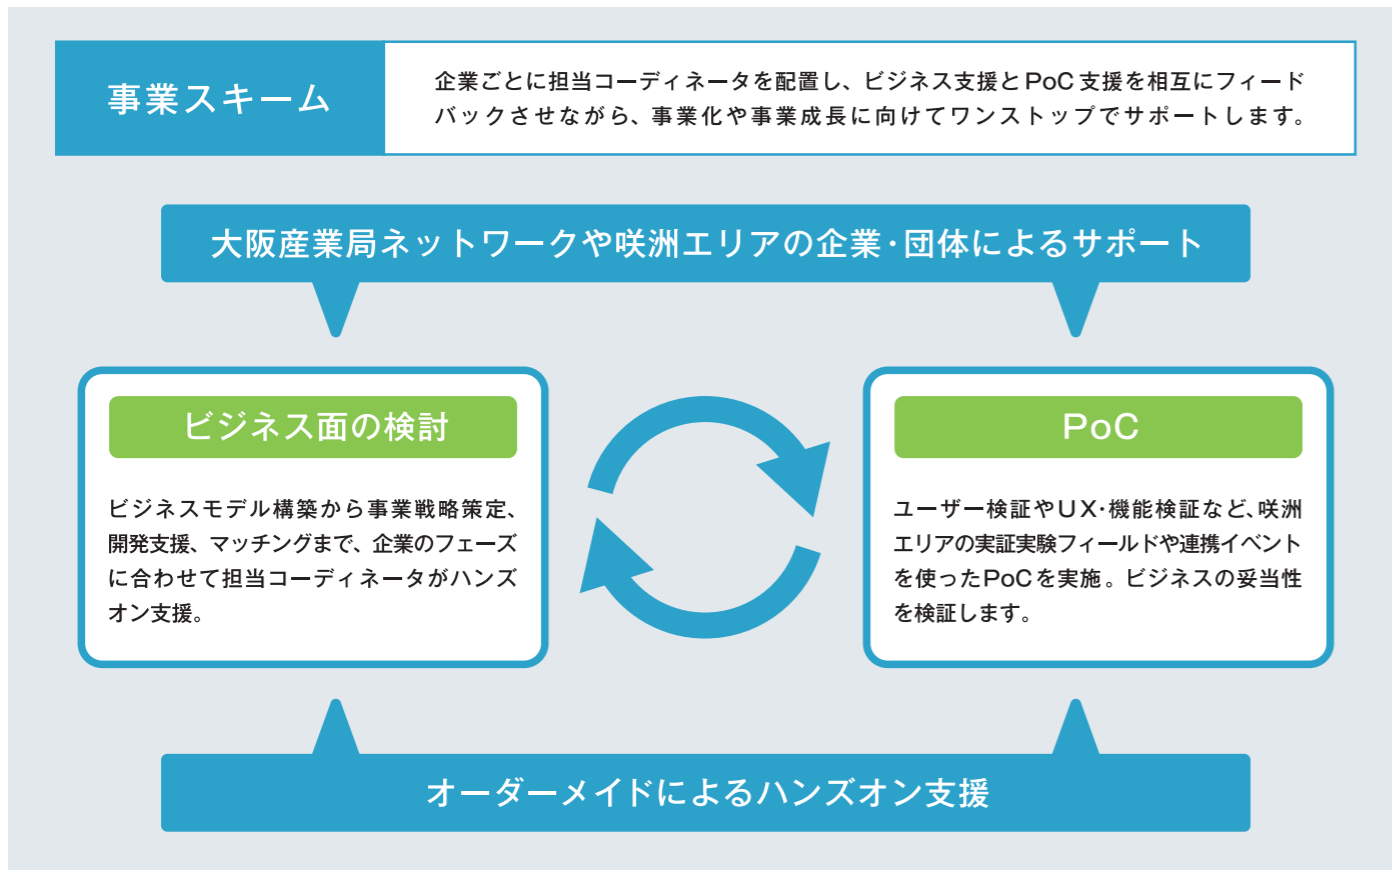 事業スキーム
企業ごとに担当コーディネータを配置し、ビジネス支援とPoC支援を相互にフィード
バックさせながら、事業化や事業成長に向けてワンストップでサポートします。
大阪産業局ネットワークや咲洲エリアの企業・団体によるサポート
ビジネス面の検討
ビジネスモデル構築から事業戦略策定、
開発支援、マッチングまで、企業のフェーズ
に合わせて担当コーディネータがハンズ
オン支援。
PoC
ユーザー検証やUX・機能検証など、咲洲
エリアの実証実験フィールドや連携イベント
を使ったPoCを実施。ビジネスの妥当性
を検証します。
オーダーメイドによるハンズオン支援